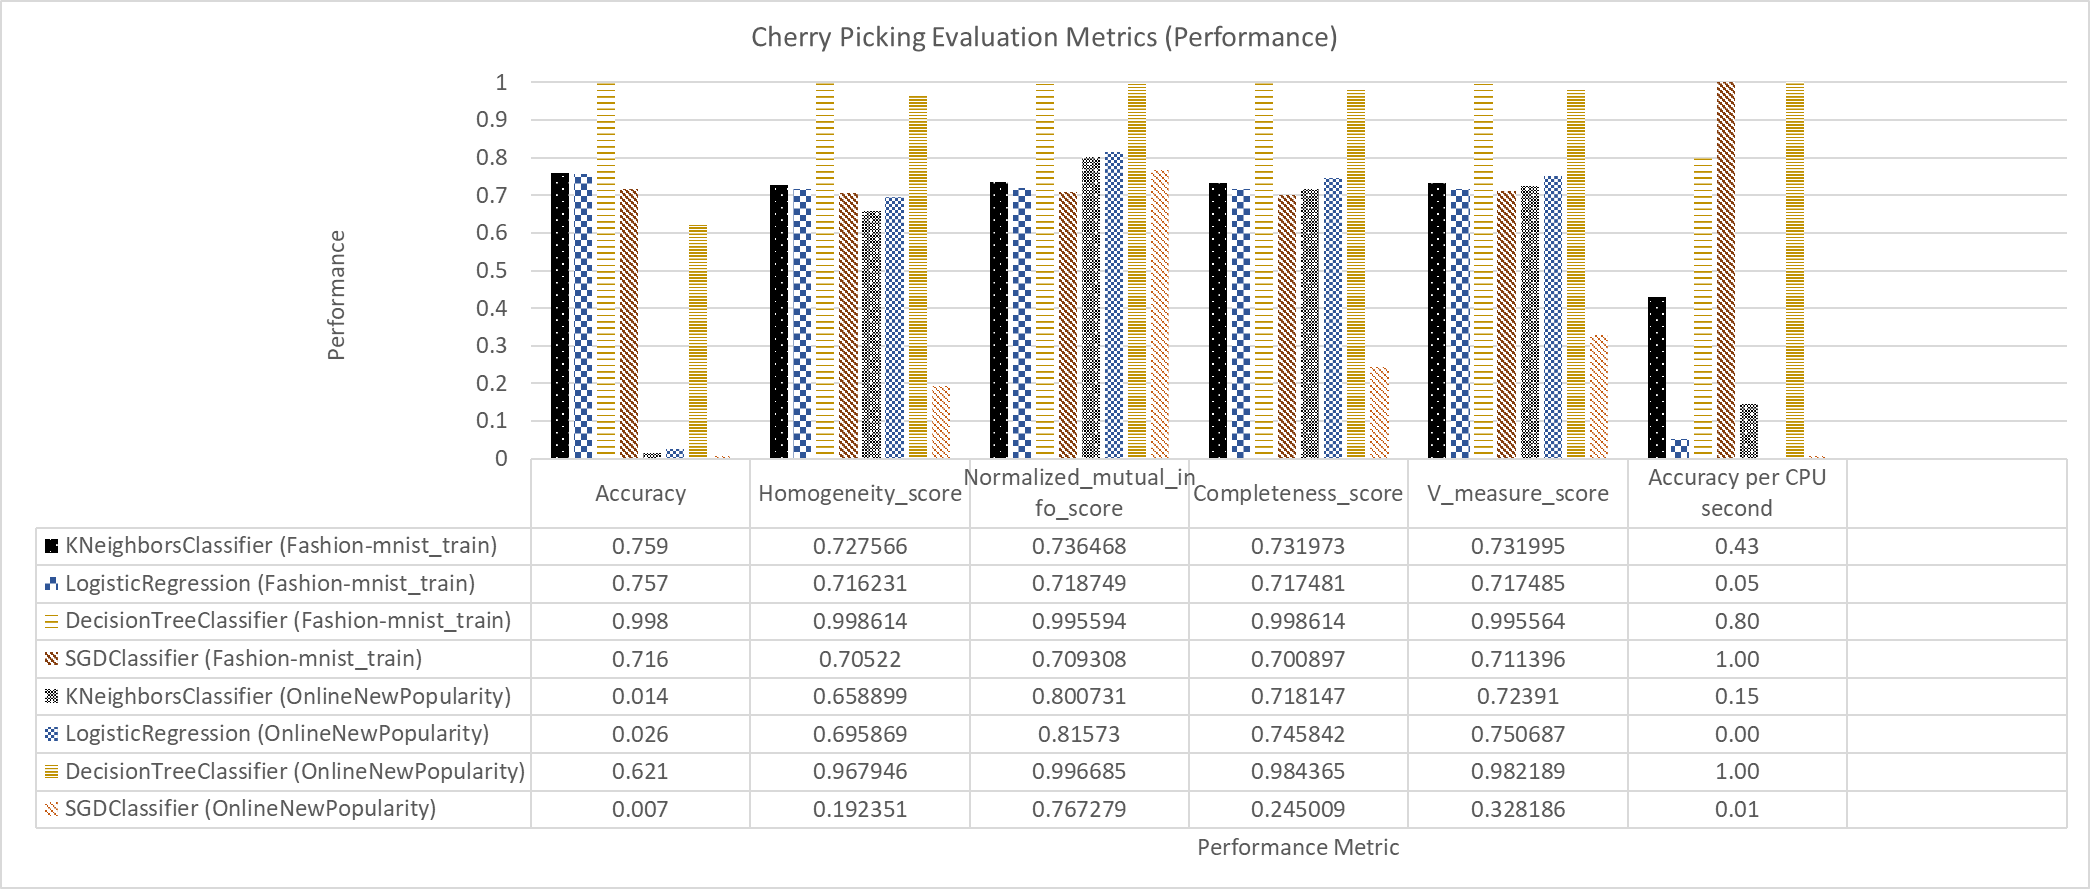 Cherry Picking Evaluation Metrics (Performance)
Performance
1
0.9
0.8
0.7
0.6
0.5
0.4
0.3
0.2
0.1
0
Accuracy Homogeneity_score Normalized_mutual_in Completeness_score V_measure_score Accuracy per CPU
fo_score second
KNeighborsClassifier (Fashion-mnist_train) 0.759 0.727566 0.736468 0.731973 0.731995 0.43
LogisticRegression (Fashion-mnist_train) 0.757 0.716231 0.718749 0.717481 0.717485 0.05
DecisionTreeClassifier (Fashion-mnist_train) 0.998 0.998614 0.995594 0.998614 0.995564 0.80
SGDClassifier (Fashion-mnist_train) 0.716 0.70522 0.709308 0.700897 0.711396 1.00
KNeighborsClassifier (OnlineNewPopularity) 0.014 0.658899 0.800731 0.718147 0.72391 0.15
LogisticRegression (OnlineNewPopularity) 0.026 0.695869 0.81573 0.745842 0.750687 0.00
DecisionTreeClassifier (OnlineNewPopularity) 0.621 0.967946 0.996685 0.984365 0.982189 1.00
SGDClassifier (OnlineNewPopularity) 0.007 0.192351 0.767279 0.245009 0.328186 0.01
Performance Metric